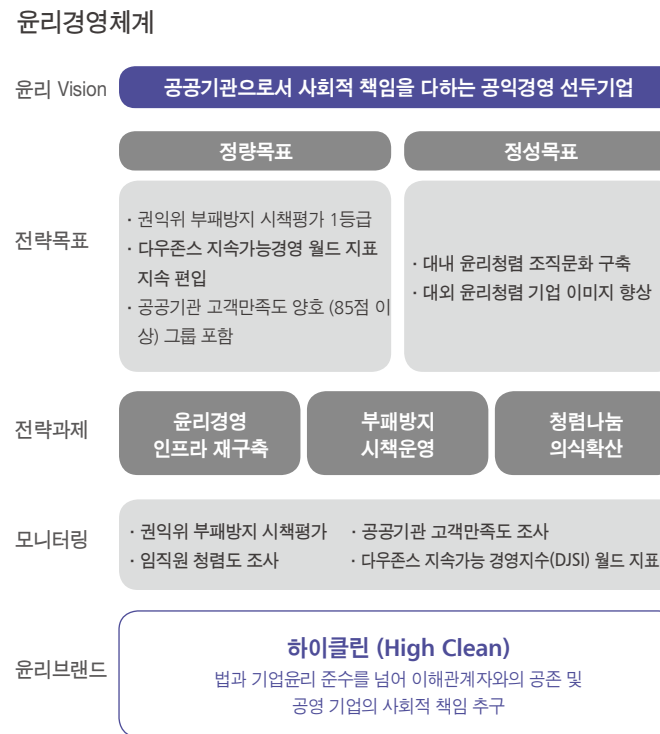 윤리경영체계
윤리 Vision
공공기관으로서 사회적 책임을 다하는 공익경영 선두기업
정량목표
정성목표
전략목표
· 권익위 부패방지 시책평가 1등급
· 다우존스 지속가능경영 월드 지표
지속 편입
· 공공기관 고객만족도 양호 (85점 이
상) 그룹 포함
· 대내 윤리청렴 조직문화 구축
· 대외 윤리청렴 기업 이미지 향상
전략과제
윤리경영
인프라 재구축
부패방지
시책운영
청렴나눔
의식확산
모니터링
· 권익위 부패방지 시책평가
· 임직원 청렴도 조사
· 공공기관 고객만족도 조사
· 다우존스 지속가능 경영지수(DJSI) 월드 지표
윤리브랜드
하이클린 (High Clean)
법과 기업윤리 준수를 넘어 이해관계자와의 공존 및
공영 기업의 사회적 책임 추구